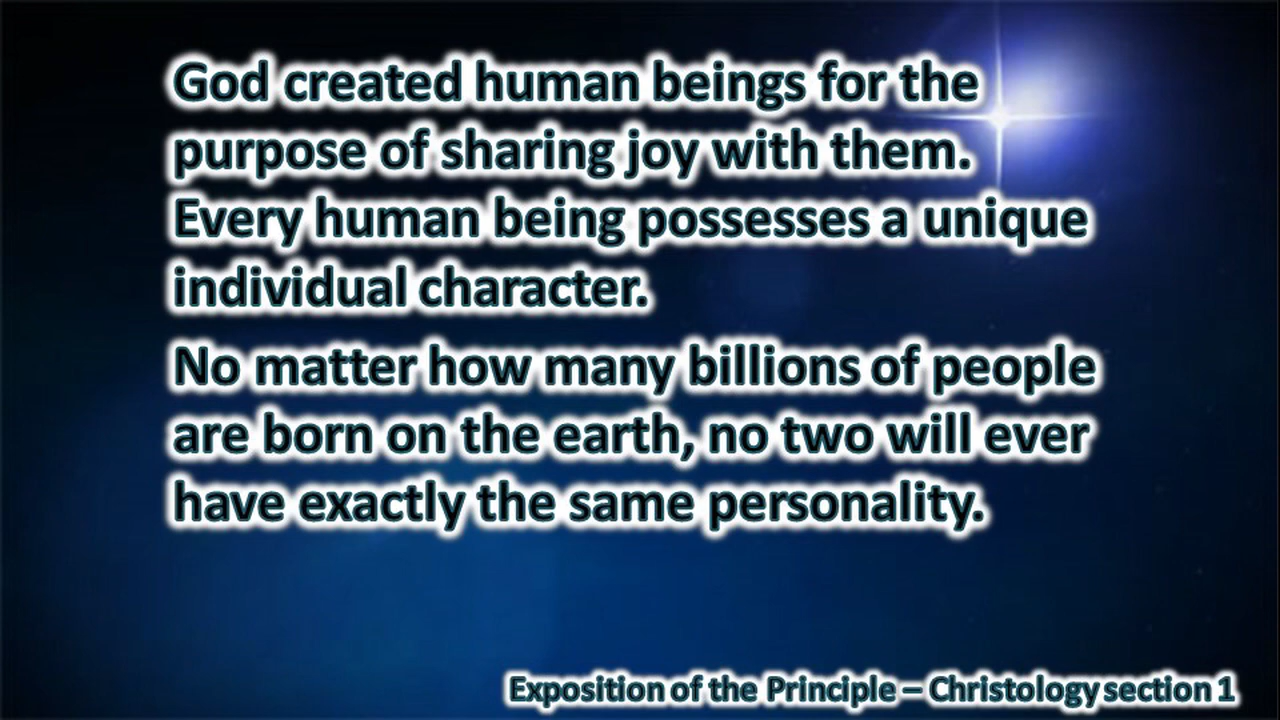 God created human beings for the
purpose of sharing joy with them.
Every human being possesses a unique
individual character.
No matter how many billions of people
are born on the earth, no two will ever
have exactly the same personality.
Exposition of the Principle – Christology section 1